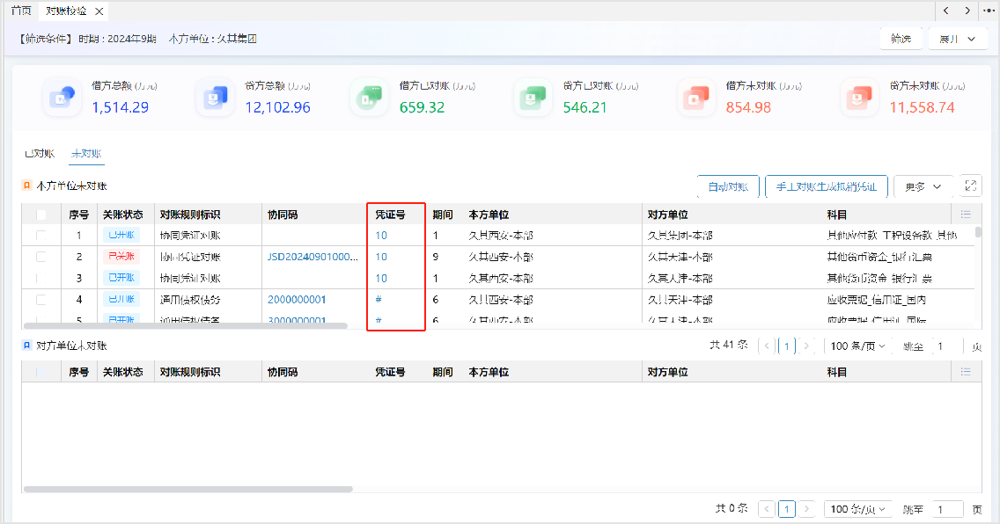 首页 对账校验
【筛选条件】 时期 : 2024年9期 本方单位 : 久其集团 筛选 展开
借方总额 (万元) 贷方总额 (万元) 借方已对账 (万元) 贷方已对账 (万元) 借方未对账 (万元) 贷方未对账 (万元)
1,514.29 12,102.96 659.32 546.21 854.98 11,558.74
已对账 未对账
本方单位未对账 自动对账 手工对账生成抵销凭证 更多
序号 关账状态 对账规则标识 协同码 凭证号 期间 本方单位 对方单位 科目
1 已开账 协同凭证对账 10 1 久其西安-本部 久其集团-本部 其他应付款_工程设备款_其他
2 已关账 协同凭证对账 JSD20240901000... 10 9 久其西安-本部 久其天津-本部 其他货币资金_银行汇票
3 已开账 协同凭证对账 10 1 久其西安-本部 久其天津-本部 其他货币资金_银行汇票
4 已开账 通用债权债务 2000000001 # 6 久其西安-本部 久其天津-本部 应收票据_信用证_国内
5 已开账 通用债权债务 3000000001 # 6 久其西安-本部 久其天津-本部 应收票据_信用证_国际
对方单位未对账 共 41 条 1 100 条/页 跳至 1 页
序号 关账状态 对账规则标识 协同码 凭证号 期间 本方单位 对方单位 科目
共 0 条 1 100 条/页 跳至 1 页